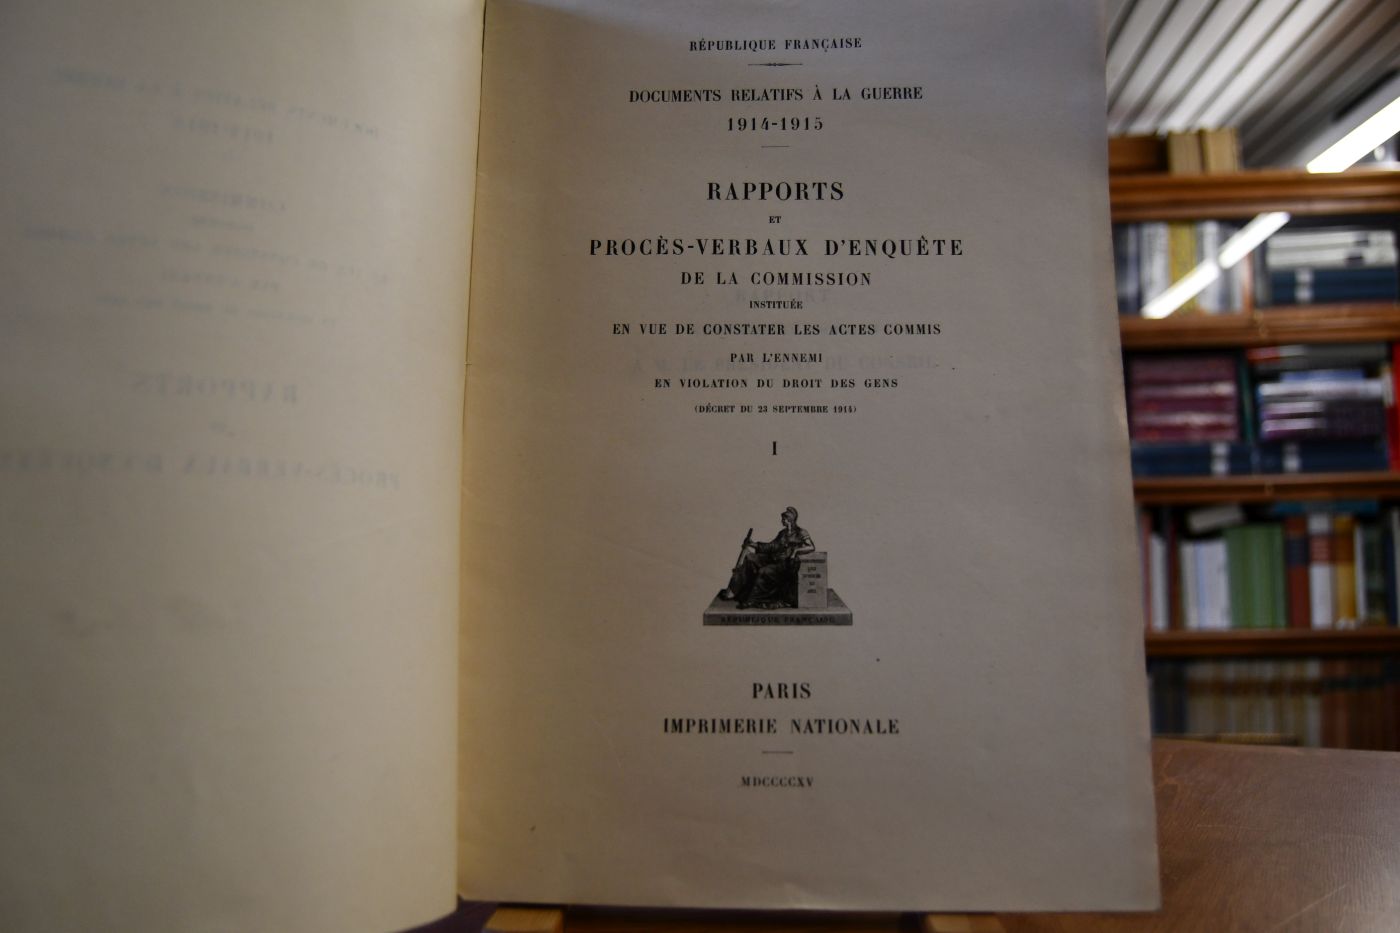 RÉPUBLIQUE FRANÇAISE
DOCUMENTS RELATIFS À LA GUERRE
1914-1915
RAPPORTS
ET
PROCÈS-VERBAUX D'ENQUÊTE
DE LA COMMISSION
INSTITUÉE
EN VUE DE CONSTATER LES ACTES COMMIS
PAR L'ENNEMI
EN VIOLATION DU DROIT DES GENS
(DÉCRET DU 23 SEPTEMBRE 1914)
I
RÉPUBLIQUE FRANÇAISE
PARIS
IMPRIMERIE NATIONALE
MDCCCCXV